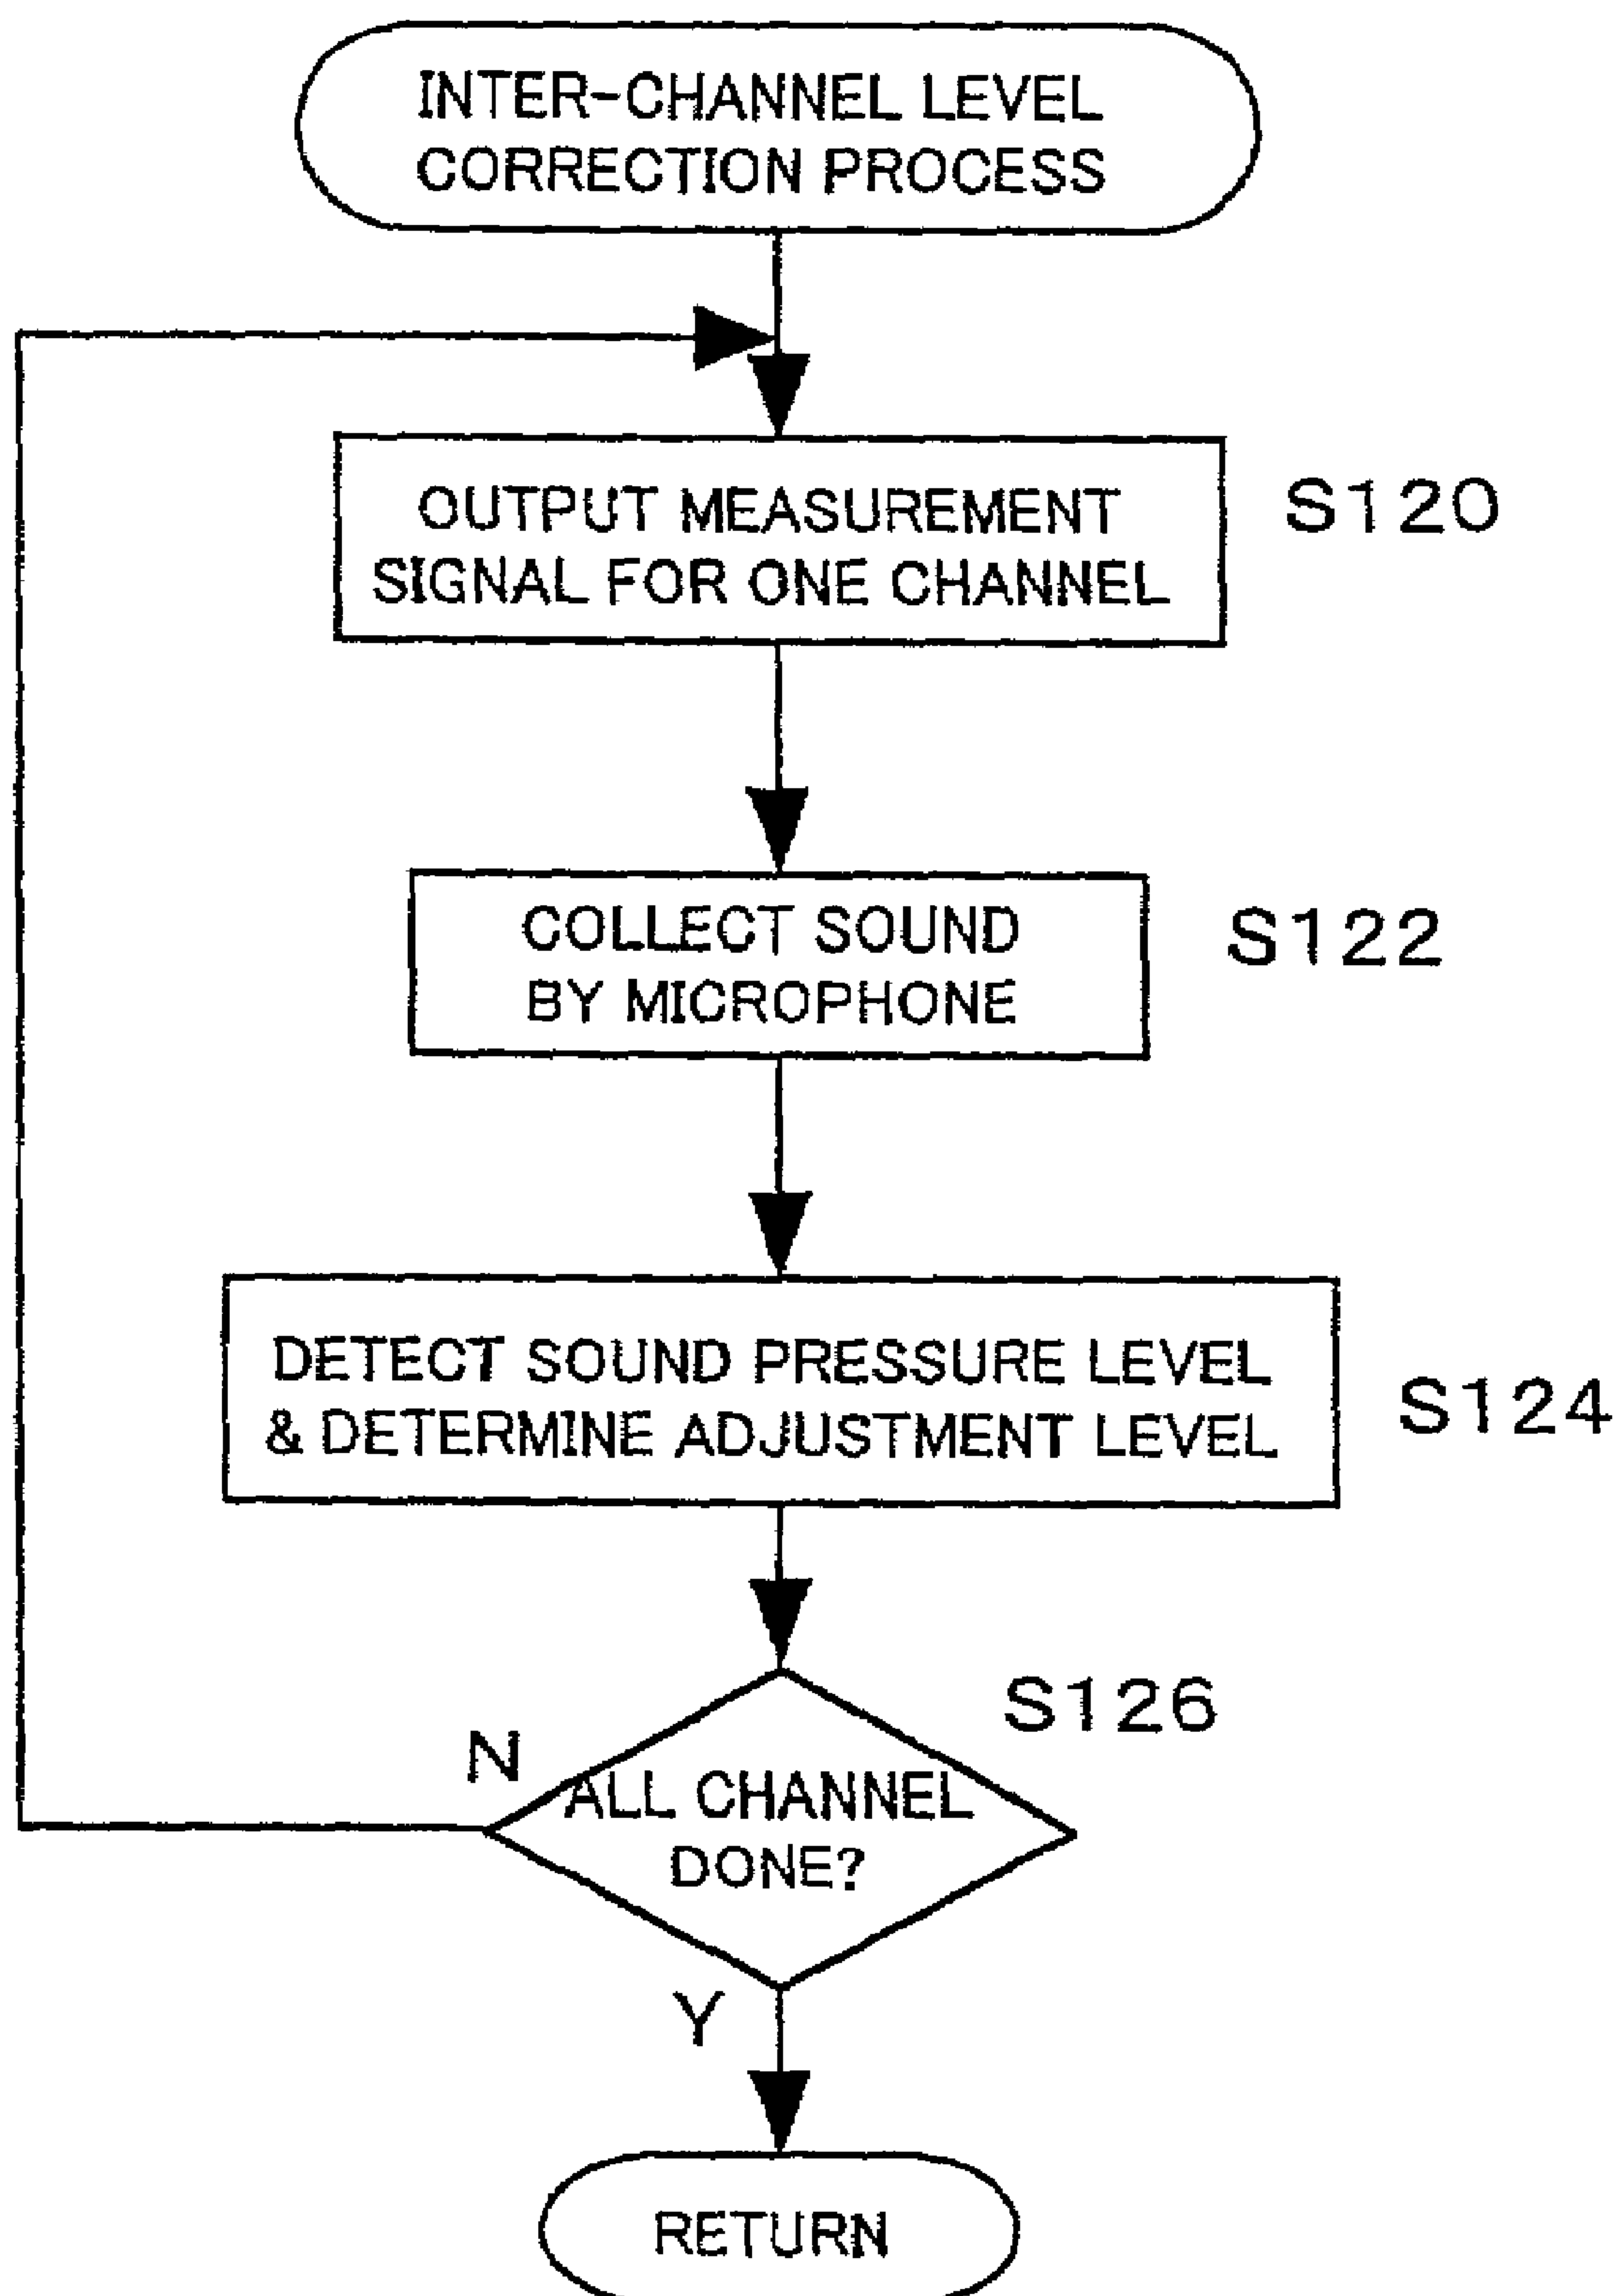 INTER-CHANNEL LEVEL
CORRECTION PROCESS
OUTPUT MEASUREMENT
SIGNAL FOR ONE CHANNEL
S120
COLLECT SOUND
BY MICROPHONE
S122
DETECT SOUND PRESSURE LEVEL
& DETERMINE ADJUSTMENT LEVEL
S124
S126
N
ALL CHANNEL
DONE?
Y
RETURN